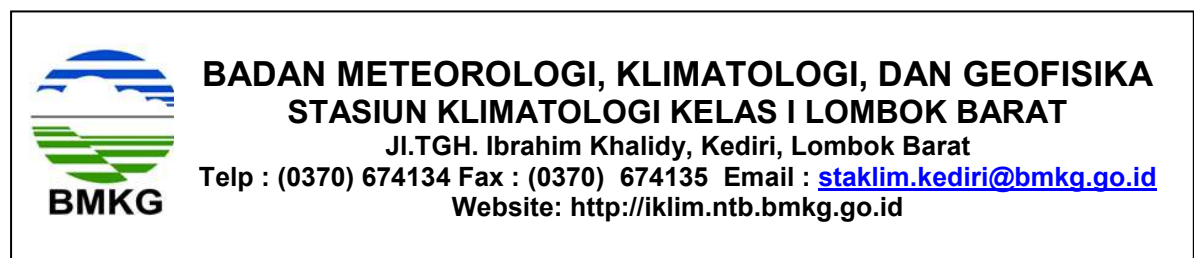 BADAN METEOROLOGI, KLIMATOLOGI, DAN GEOFISIKA
STASIUN KLIMATOLOGI KELAS I LOMBOK BARAT
Jl.TGH. Ibrahim Khalidy, Kediri, Lombok Barat
Telp : (0370) 674134 Fax : (0370) 674135 Email : staklim.kediri@bmkg.go.id
Website: http://iklim.ntb.bmkg.go.id
BMKG